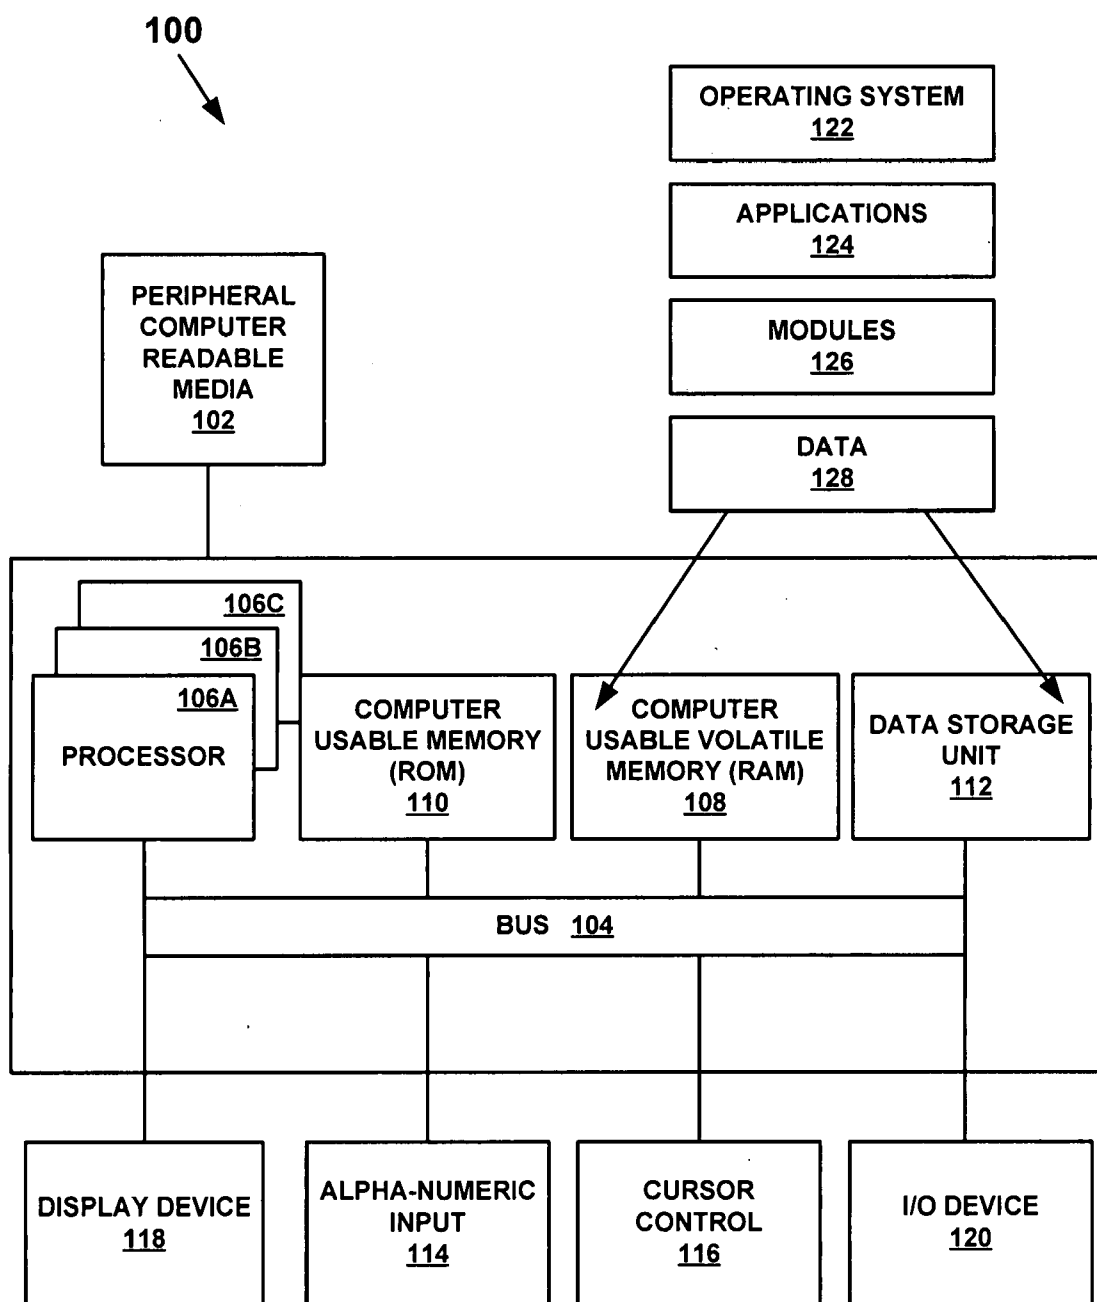 100
OPERATING SYSTEM
122
APPLICATIONS
124
MODULES
126
DATA
128
PERIPHERAL
COMPUTER
READABLE
MEDIA
102
106C
106B
106A
PROCESSOR
COMPUTER
USABLE MEMORY
(ROM)
110
COMPUTER
USABLE VOLATILE
MEMORY (RAM)
108
DATA STORAGE
UNIT
112
BUS 104
DISPLAY DEVICE
118
ALPHA-NUMERIC
INPUT
114
CURSOR
CONTROL
116
I/O DEVICE
120